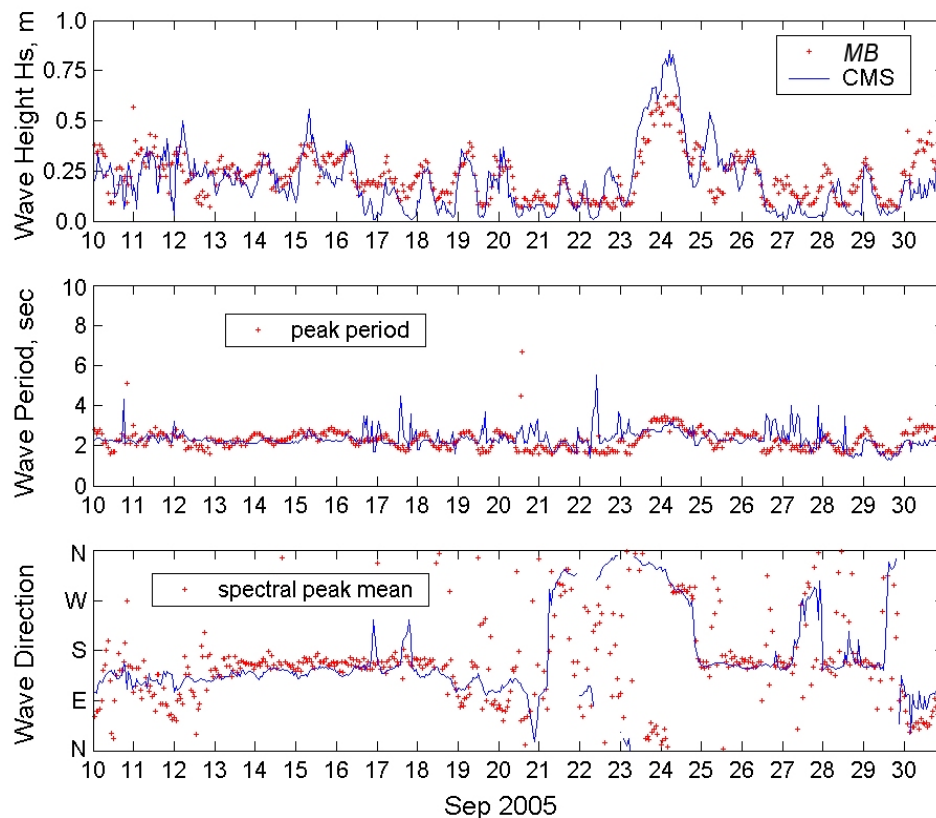 Wave Height Hs, m
1.0
0.75
0.5
0.25
0.0
MB
CMS
10 11 12 13 14 15 16 17 18 19 20 21 22 23 24 25 26 27 28 29 30
Wave Period, sec
10
8
6
4
2
0
peak period
10 11 12 13 14 15 16 17 18 19 20 21 22 23 24 25 26 27 28 29 30
Wave Direction
N
W
S
E
N
spectral peak mean
10 11 12 13 14 15 16 17 18 19 20 21 22 23 24 25 26 27 28 29 30
Sep 2005